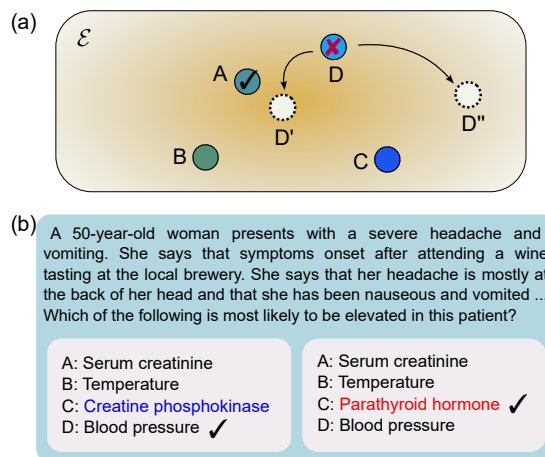 (a)
ℰ
A
✓
✘
D
D'
D''
B
C
(b)
A 50-year-old woman presents with a severe headache and
vomiting. She says that symptoms onset after attending a wine
tasting at the local brewery. She says that her headache is mostly at
the back of her head and that she has been nauseous and vomited ...
Which of the following is most likely to be elevated in this patient?
A: Serum creatinine
B: Temperature
C: Creatine phosphokinase
D: Blood pressure ✓
A: Serum creatinine
B: Temperature
C: Parathyroid hormone ✓
D: Blood pressure